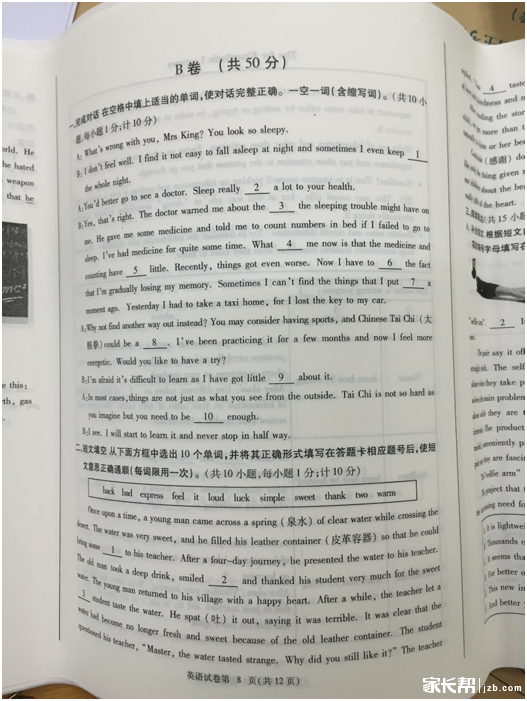 B卷 (共50分)
一、完成对话 在空格中填上适当的单词,使对话完整正确。一空一词(含缩写词)。(共10小
题,每小题1分;计10分)
A: What's wrong with you, Mrs King? You look so sleepy.
B: I don't feel well. I find it not easy to fall asleep at night and sometimes I even keep 1
the whole night.
A: You'd better go to see a doctor. Sleep really 2 a lot to your health.
B: Yes, that's right. The doctor warned me about the 3 the sleeping trouble might have on
me. He gave some medicine and told me to count numbers in bed if I failed to go to
sleep. I've had medicine for quite some time. What 4 me now is that the medicine and
counting have 5 little. Recently, things got even worse. Now I have to 6 the fact
that I'm gradually losing my memory. Sometimes I can't find the things that I put 7 a
moment ago. Yesterday I had to take a taxi home, for I lost the key to my car.
A: Why not find another way out instead? You may consider having sports, and Chinese Tai Chi (太
极拳) could be a 8 . I've been practicing it for a few months and now I feel more
energetic. Would you like to have a try?
B: I'm afraid it's difficult to learn as I have got little 9 about it.
A: In most cases, things are not just as what you see from the outside. Tai Chi is not so hard as
you imagine but you need to be 10 enough.
B: I see. I will start to learn it and never stop in half way.
二、短文填空 从下面方框中选出10个单词,并将其正确形式填写在答题卡相应题号后,使短
文意思正确通顺(每词限用一次)。(共10小题,每小题1分;计10分)
back bad express feel it loud luck simple sweet thank two warm
Once upon a time, a young man came across a spring (泉水) of clear water while crossing the
desert. The water was very sweet, and he filled his leather container (皮革容器) so that he could
bring some 1 to his teacher. After a four-day journey, he presented the water to his teacher.
The old man took a deep drink, smiled 2 and thanked his student very much for the sweet
water. The young man returned to his village with a happy heart. After a while, the teacher let a
3 student taste the water. He spat (吐) it out, saying it was terrible. It was clear that the
water had become no longer fresh and sweet because of the old leather container. The student
questioned his teacher, "Master, the water tasted strange. Why did you still like it?" The teacher
英语试卷第 8 页(共12页)
家长帮 jzb.com